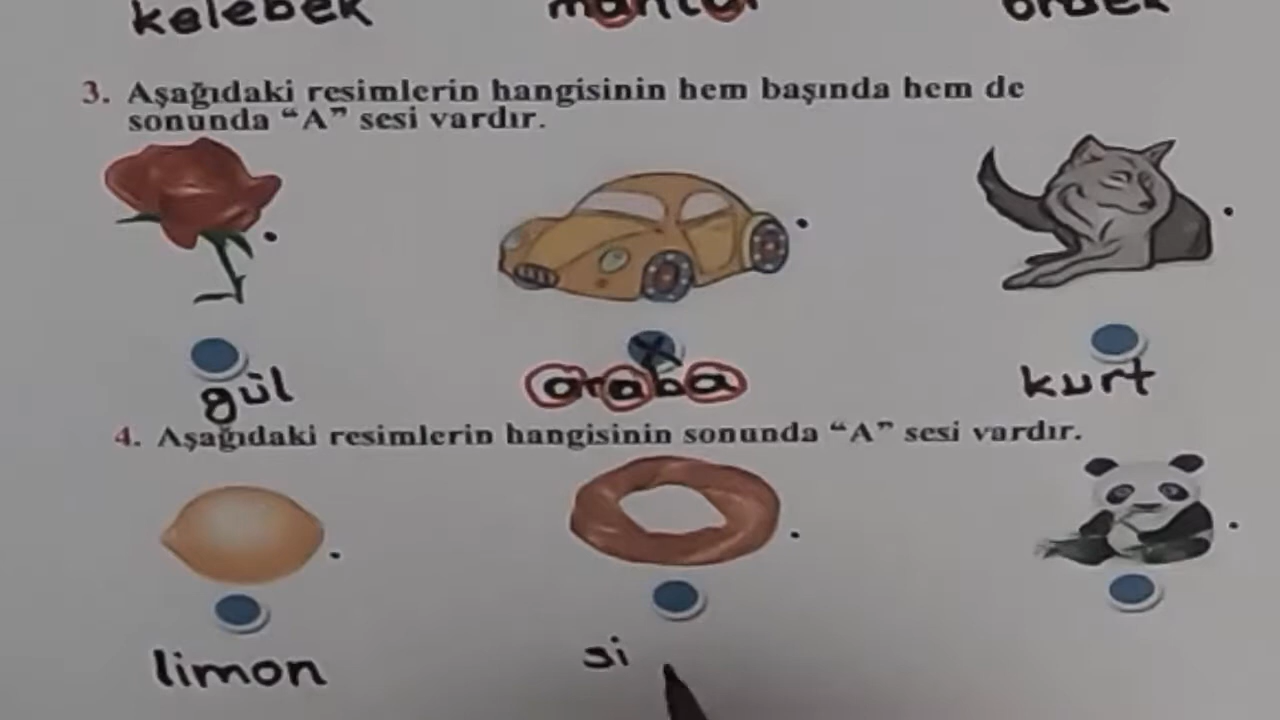 kelebek
3. Aşağıdaki resimlerin hangisinin hem başında hem de
sonunda “A” sesi vardır.
gül araba kurt
4. Aşağıdaki resimlerin hangisinin sonunda “A” sesi vardır.
limon si